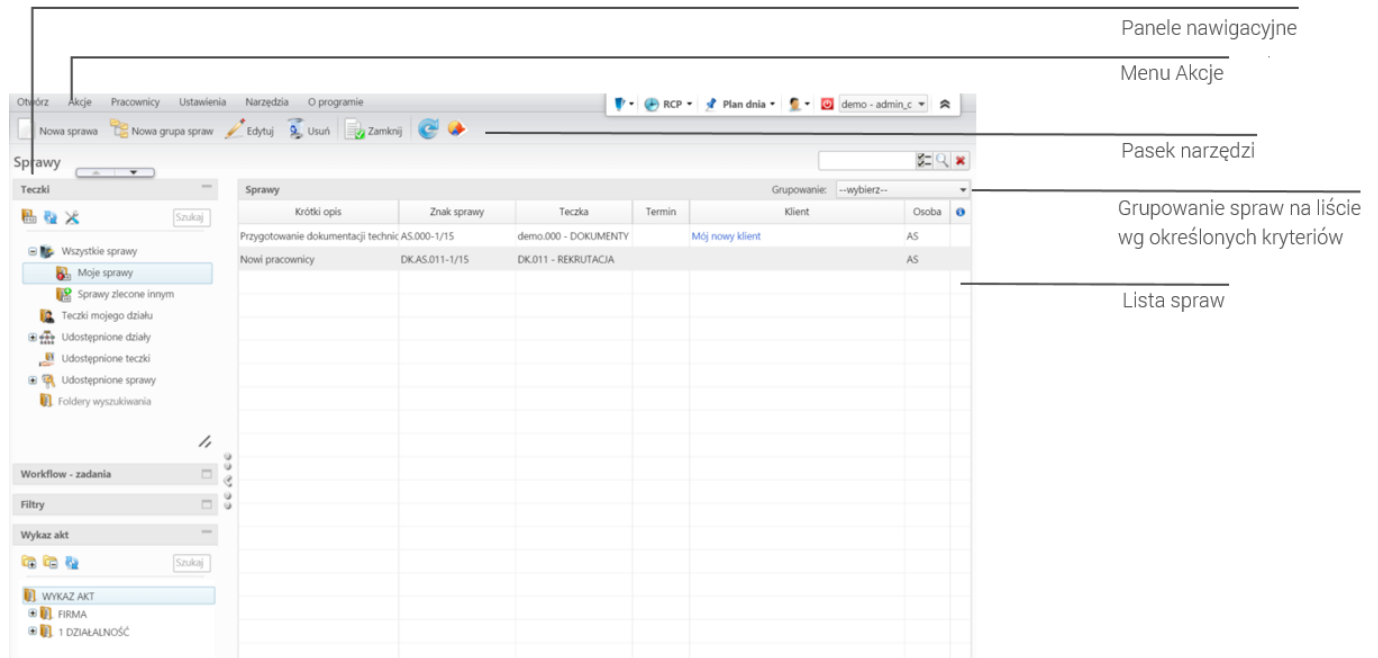 Panele nawigacyjne
Menu Akcje
Otwórz Akcje Pracownicy Ustawienia Narzędzia O programie
RCP Plan dnia demo - admin_c
Nowa sprawa Nowa grupa spraw Edytuj Usuń Zamknij
Pasek narzędzi
Sprawy
Teczki
Sprawy Grupowanie: --wybierz--
Grupowanie spraw na liście
wg określonych kryteriów
Szukaj
Krótki opis Znak sprawy Teczka Termin Klient Osoba
Przygotowanie dokumentacji technic AS.000-1/15 demo.000 - DOKUMENTY Mój nowy klient AS
Nowi pracownicy DK.AS.011-1/15 DK.011 - REKRUTACJA AS
Lista spraw
Wszystkie sprawy
Moje sprawy
Sprawy zlecone innym
Teczki mojego działu
Udostępnione działy
Udostępnione teczki
Udostępnione sprawy
Foldery wyszukiwania
Workflow - zadania
Filtry
Wykaz akt
Szukaj
WYKAZ AKT
FIRMA
1 DZIAŁALNOŚĆ